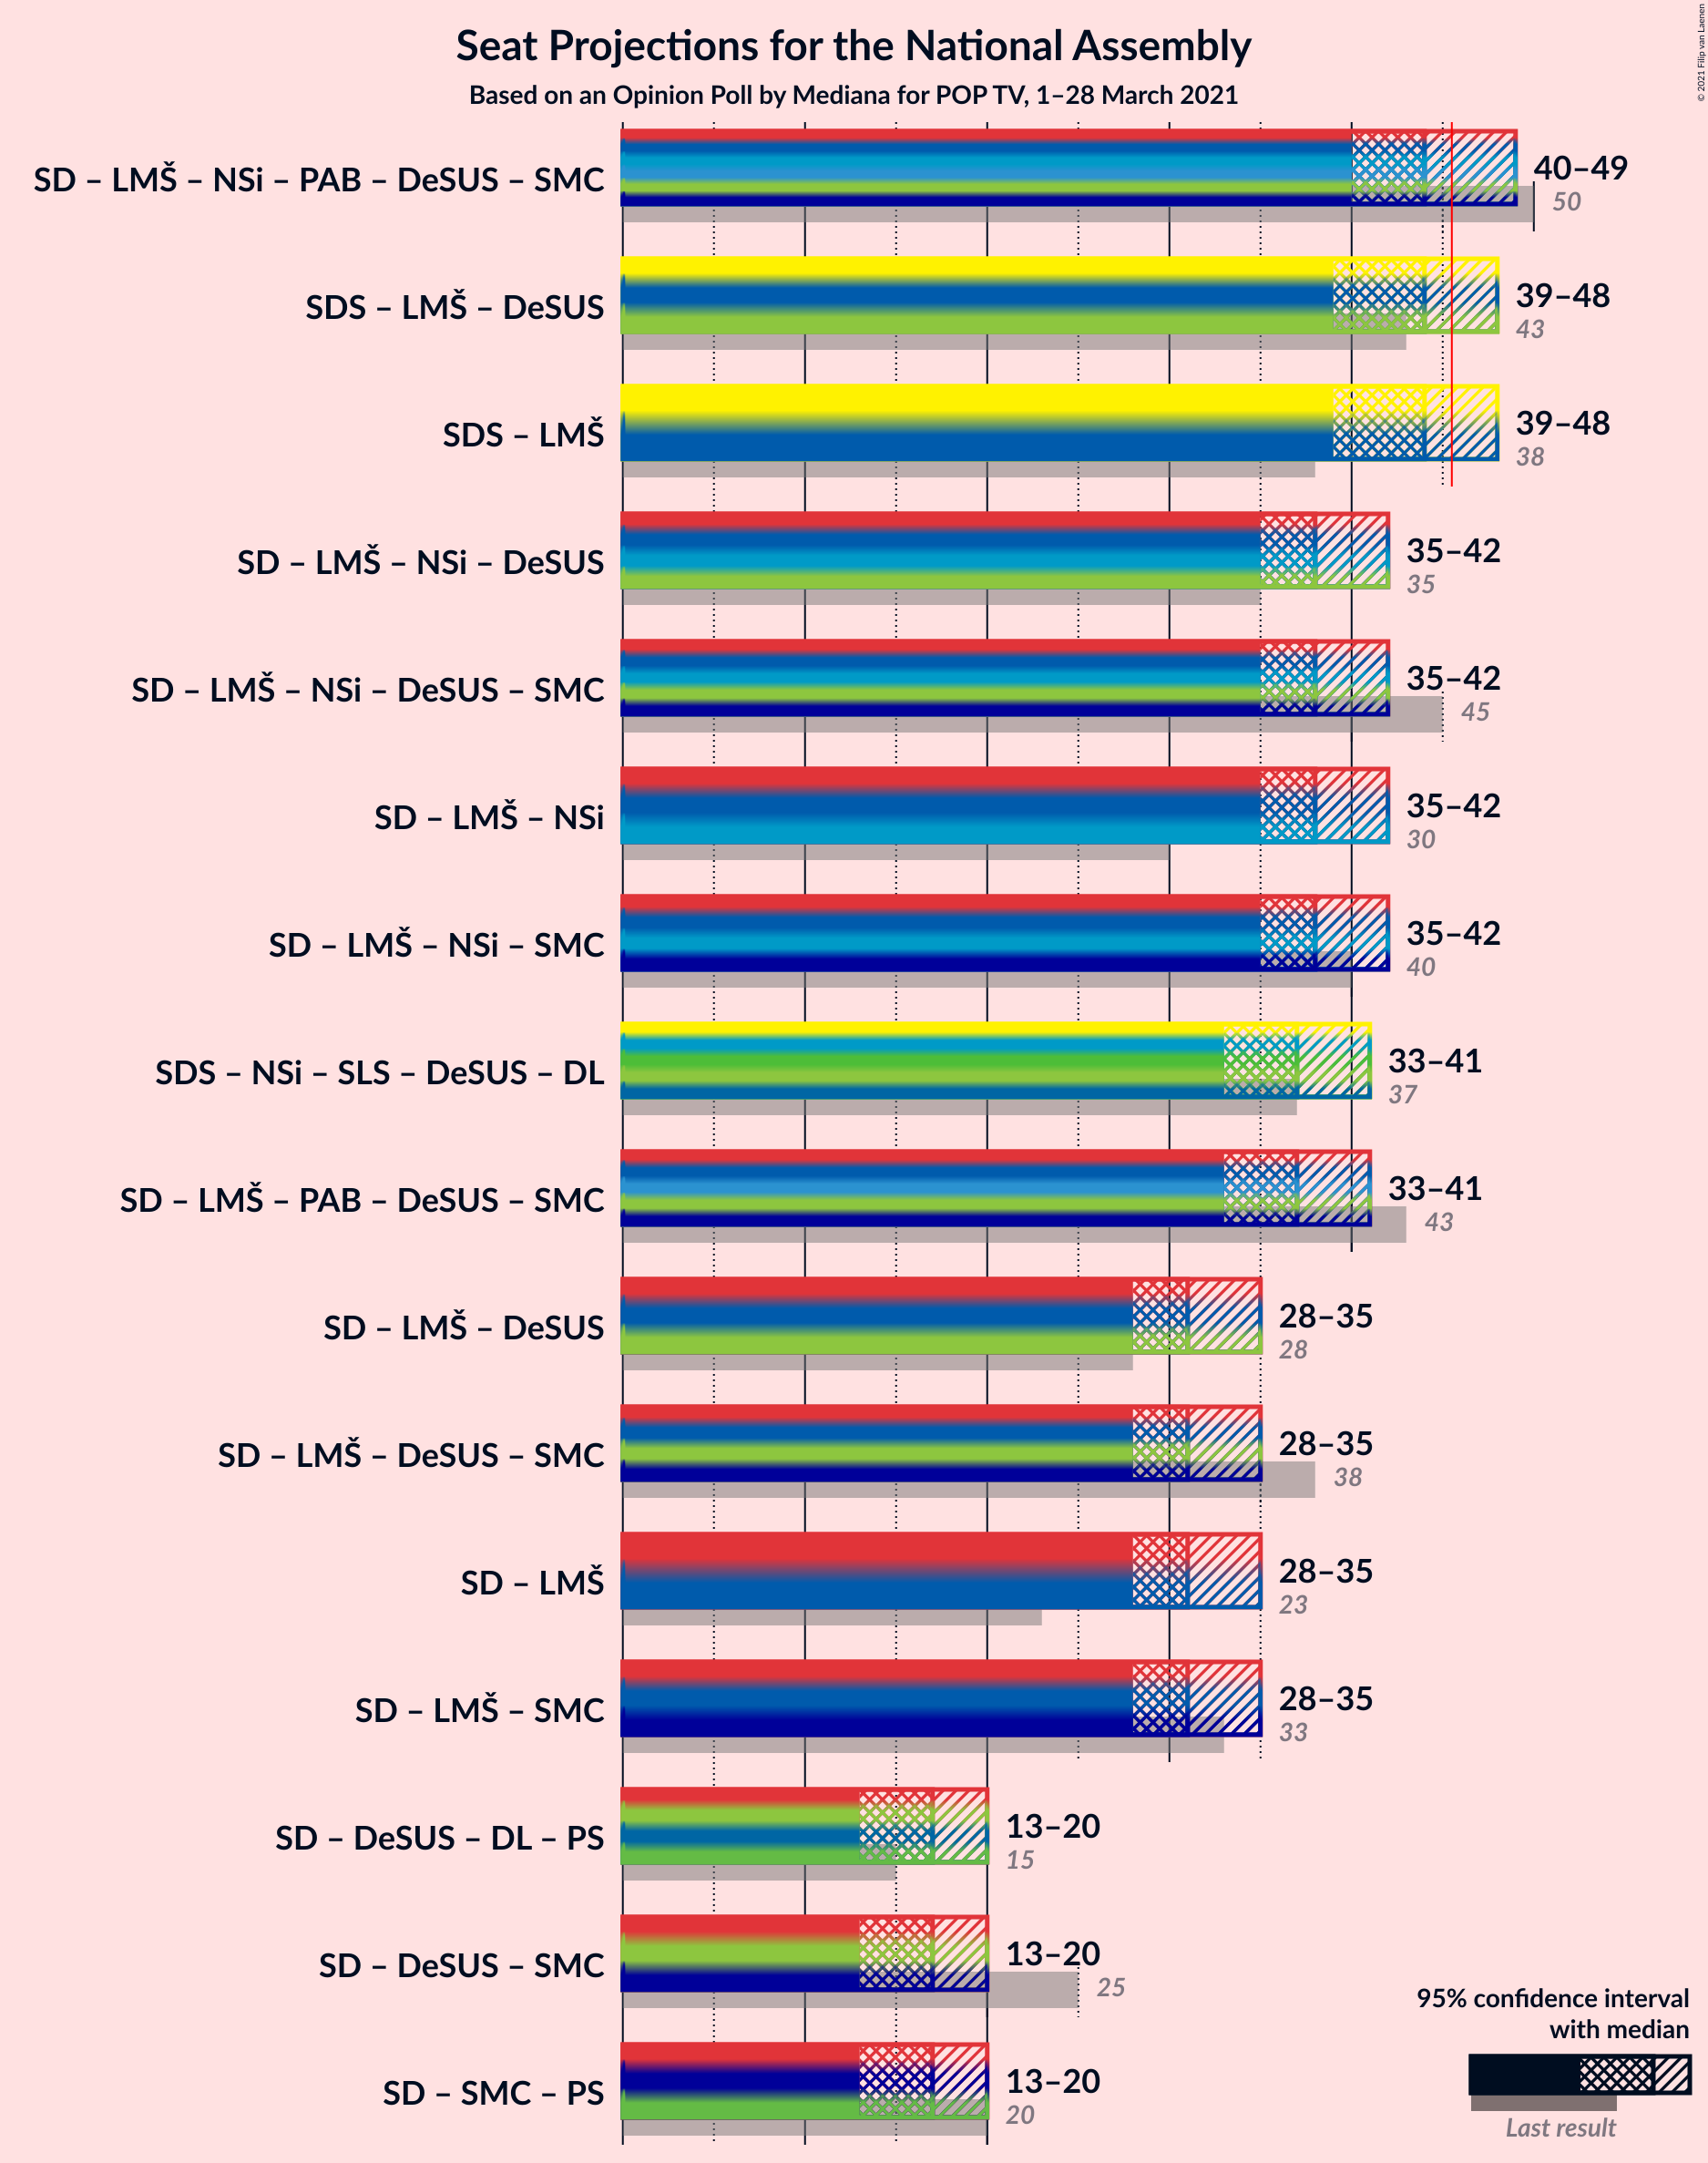 Seat Projections for the National Assembly
Based on an Opinion Poll by Mediana for POP TV, 1–28 March 2021
© 2021 Filip van Laenen
SD – LMŠ – NSi – PAB – DeSUS – SMC
40–49
50
SDS – LMŠ – DeSUS
39–48
43
SDS – LMŠ
39–48
38
SD – LMŠ – NSi – DeSUS
35–42
35
SD – LMŠ – NSi – DeSUS – SMC
35–42
45
SD – LMŠ – NSi
35–42
30
SD – LMŠ – NSi – SMC
35–42
40
SDS – NSi – SLS – DeSUS – DL
33–41
37
SD – LMŠ – PAB – DeSUS – SMC
33–41
43
SD – LMŠ – DeSUS
28–35
28
SD – LMŠ – DeSUS – SMC
28–35
38
SD – LMŠ
28–35
23
SD – LMŠ – SMC
28–35
33
SD – DeSUS – DL – PS
13–20
15
SD – DeSUS – SMC
13–20
25
SD – SMC – PS
13–20
20
95% confidence interval
with median
Last result